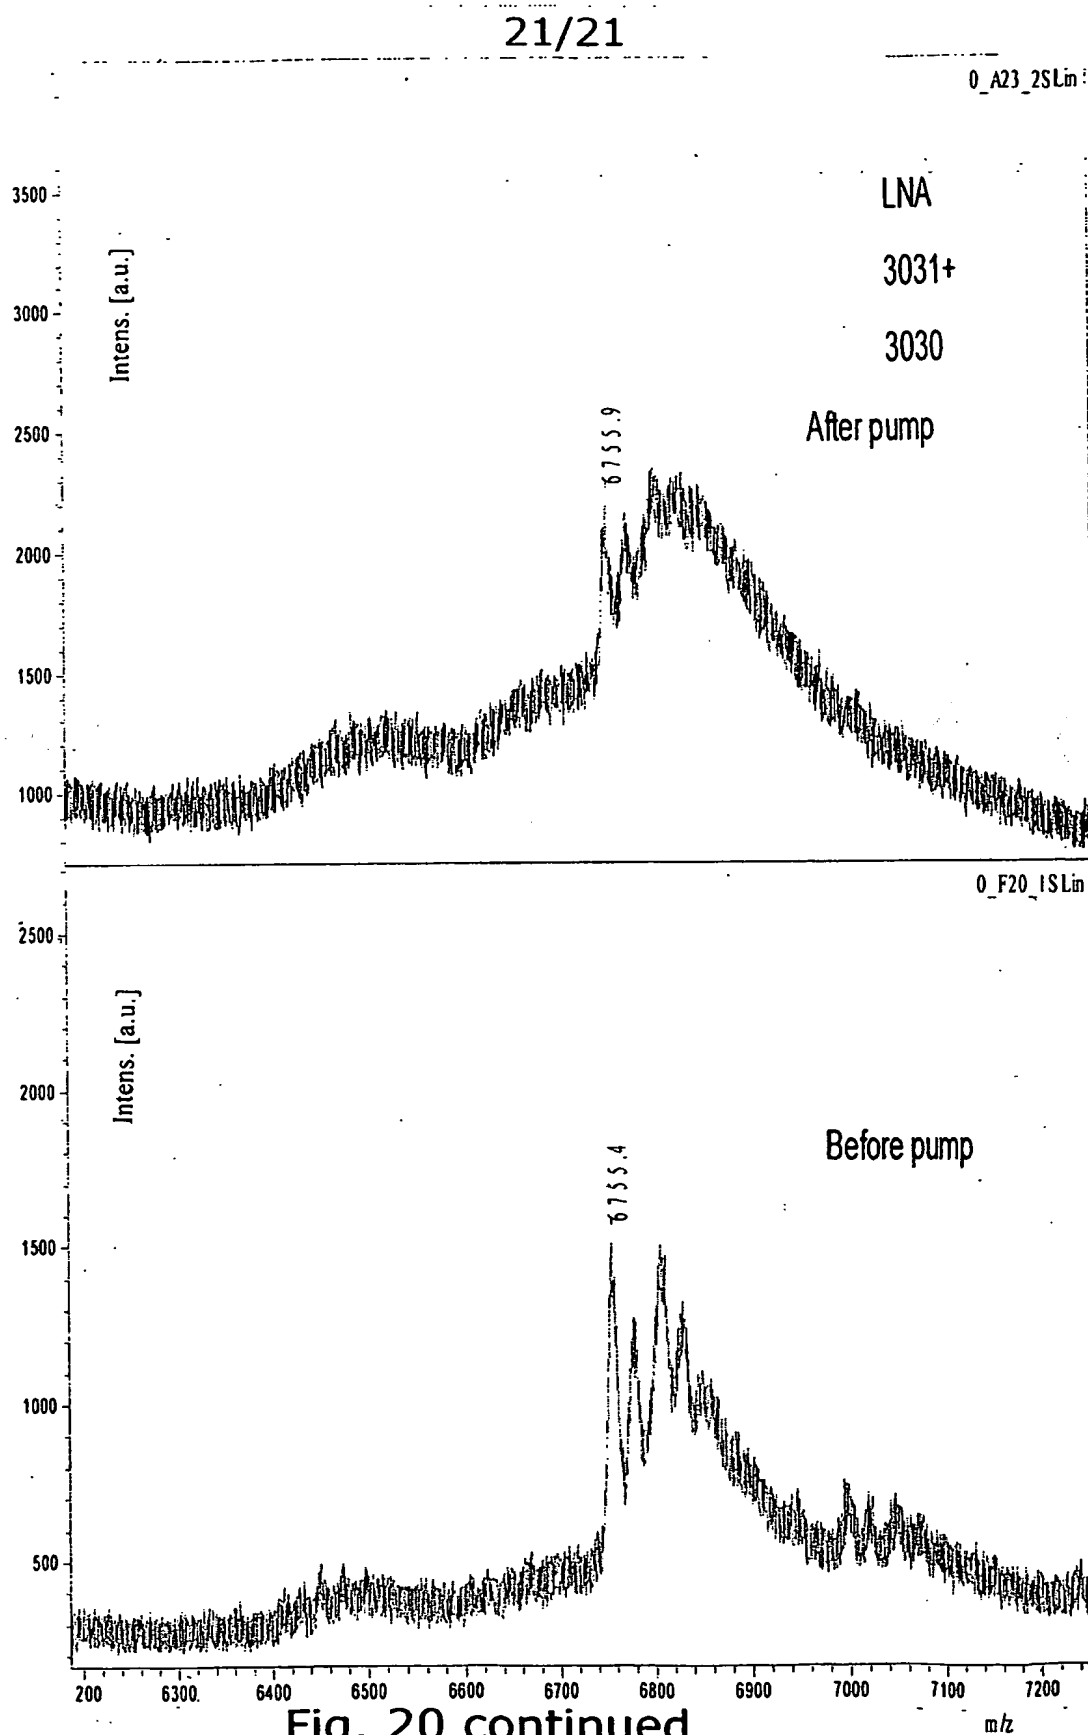 21/21
0_A23_2SLin
LNA
3031+
3030
After pump
Intens. [a.u.]
3500
3000
2500
2000
1500
1000
6755.9
0_F20_1SLin
Before pump
Intens. [a.u.]
2500
2000
1500
1000
500
6755.4
200 6300 6400 6500 6600 6700 6800 6900 7000 7100 7200
m/z
Fig. 20 continued